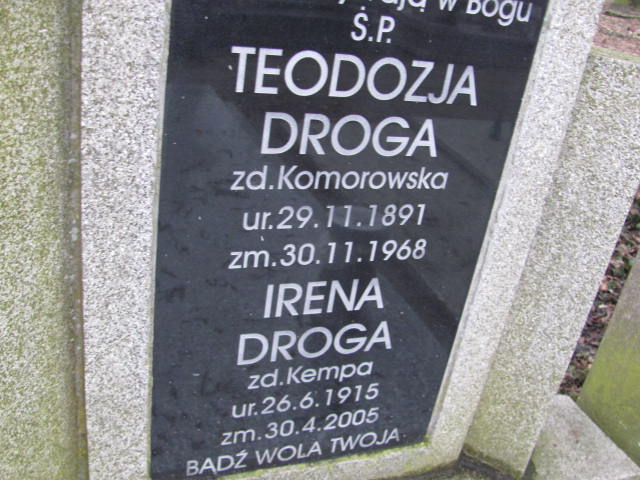 w Bogu
Ś.P.
TEODOZJA
DROGA
zd.Komorowska
ur.29.11.1891
zm.30.11.1968
IRENA
DROGA
zd.Kempa
ur.26.6.1915
zm.30.4.2005
BĄDŹ WOLA TWOJA